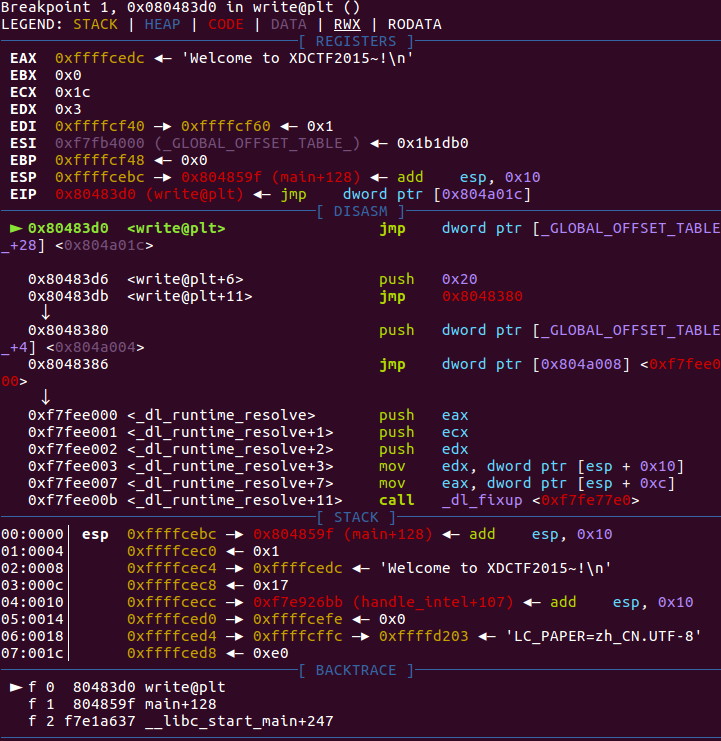 Breakpoint 1, 0x080483d0 in write@plt ()
LEGEND: STACK | HEAP | CODE | DATA | RWX | RODATA
[ REGISTERS ]
EAX  0xffffcedc ◄— 'Welcome to XDCTF2015~!\n'
EBX  0x0
ECX  0x1c
EDX  0x3
EDI  0xffffcf40 —► 0xffffcf60 ◄— 0x1
ESI  0xf7fb4000 (_GLOBAL_OFFSET_TABLE_) ◄— 0x1b1db0
EBP  0xffffcf48 ◄— 0x0
ESP  0xffffcebc —► 0x804859f (main+128) ◄— add    esp, 0x10
EIP  0x80483d0 (write@plt) ◄— jmp    dword ptr [0x804a01c]
[ DISASM ]
► 0x80483d0  <write@plt>                  jmp    dword ptr [_GLOBAL_OFFSET_TABLE
_+28] <0x804a01c>
0x80483d6  <write@plt+6>                push   0x20
0x80483db  <write@plt+11>               jmp    0x8048380
↓
0x8048380                               push   dword ptr [_GLOBAL_OFFSET_TABLE
_+4] <0x804a004>
0x8048386                               jmp    dword ptr [0x804a008] <0xf7fee0
00>
↓
0xf7fee000 <_dl_runtime_resolve>        push   eax
0xf7fee001 <_dl_runtime_resolve+1>      push   ecx
0xf7fee002 <_dl_runtime_resolve+2>      push   edx
0xf7fee003 <_dl_runtime_resolve+3>      mov    edx, dword ptr [esp + 0x10]
0xf7fee007 <_dl_runtime_resolve+7>      mov    eax, dword ptr [esp + 0xc]
0xf7fee00b <_dl_runtime_resolve+11>     call   _dl_fixup <0xf7fe77e0>
[ STACK ]
00:0000│ esp  0xffffcebc —► 0x804859f (main+128) ◄— add    esp, 0x10
01:0004│      0xffffcec0 ◄— 0x1
02:0008│      0xffffcec4 —► 0xffffcedc ◄— 'Welcome to XDCTF2015~!\n'
03:000c│      0xffffcec8 ◄— 0x17
04:0010│      0xffffcecc —► 0xf7e926bb (handle_intel+107) ◄— add    esp, 0x10
05:0014│      0xffffced0 —► 0xffffcefe ◄— 0x0
06:0018│      0xffffced4 —► 0xffffcffc —► 0xffffd203 ◄— 'LC_PAPER=zh_CN.UTF-8'
07:001c│      0xffffced8 ◄— 0xe0
[ BACKTRACE ]
► f 0  80483d0 write@plt
f 1  804859f main+128
f 2 f7e1a637 __libc_start_main+247